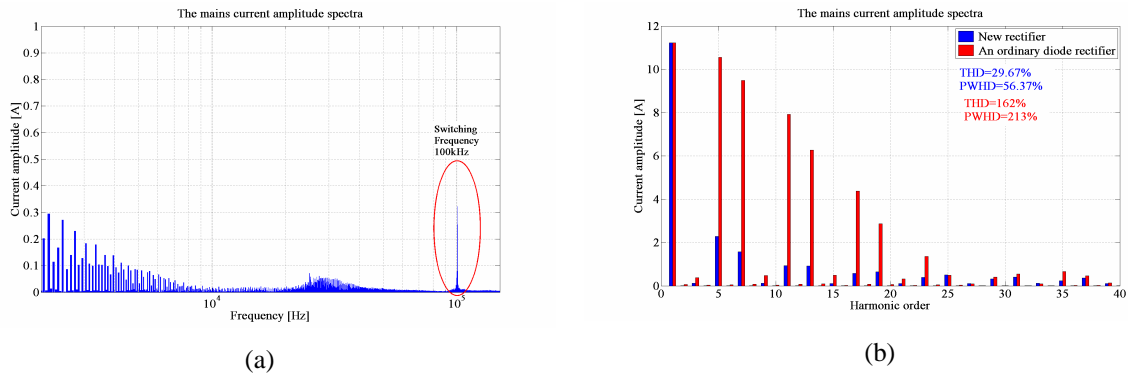 The mains current amplitude spectra
1
0.9
0.8
0.7
0.6
0.5
0.4
0.3
0.2
0.1
0
Current amplitude [A]
Switching
Frequency
100kHz
10^4
10^5
Frequency [Hz]
(a)
The mains current amplitude spectra
12
10
8
6
4
2
0
Current amplitude [A]
New rectifier
An ordinary diode rectifier
THD=29.67%
PWHD=56.37%
THD=162%
PWHD=213%
0 5 10 15 20 25 30 35 40
Harmonic order
(b)